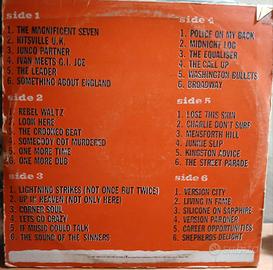 side 1
1. THE MAGNIFICENT SEVEN
2. HITSVILLE U.K.
3. JUNCO PARTNER
4. IVAN MEETS G.I. JOE
5. THE LEADER
6. SOMETHING ABOUT ENGLAND
side 2
1. REBEL WALTZ
2. LOOK HERE
3. THE CROOKED BEAT
4. SOMEBODY GOT MURDERED
5. ONE MORE TIME
6. ONE MORE DUB
side 3
1. LIGHTNING STRIKES (NOT ONCE BUT TWICE)
2. UP IN HEAVEN (NOT ONLY HERE)
3. CORNER SOUL
4. LETS GO CRAZY
5. IF MUSIC COULD TALK
6. THE SOUND OF THE SINNERS
side 4
1. POLICE ON MY BACK
2. MIDNIGHT LOG
3. THE EQUALISER
4. THE CALL UP
5. WASHINGTON BULLETS
6. BROADWAY
side 5
1. LOSE THIS SKIN
2. CHARLIE DON'T SURF
3. MENSFORTH HILL
4. JUNKIE SLIP
5. KINGSTON ADVICE
6. THE STREET PARADE
side 6
1. VERSION CITY
2. LIVING IN FAME
3. SILICONE ON SAPPHIRE
4. VERSION PARDNER
5. CAREER OPPORTUNITIES
6. SHEPHERDS DELIGHT